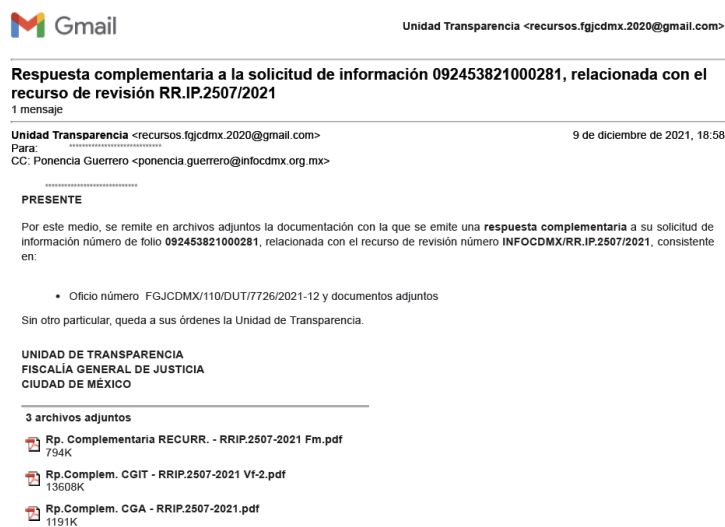 Gmail
Unidad Transparencia <recursos.fgjcdmx.2020@gmail.com>
Respuesta complementaria a la solicitud de información 092453821000281, relacionada con el
recurso de revisión RR.IP.2507/2021
1 mensaje
Unidad Transparencia <recursos.fgjcdmx.2020@gmail.com>
9 de diciembre de 2021, 18:58
Para: ****************************
CC: Ponencia Guerrero <ponencia.guerrero@infocdmx.org.mx>
****************************
PRESENTE
Por este medio, se remite en archivos adjuntos la documentación con la que se emite una respuesta complementaria a su solicitud de
información número de folio 092453821000281, relacionada con el recurso de revisión número INFOCDMX/RR.IP.2507/2021, consistente
en:
• Oficio número FGJCDMX/110/DUT/7726/2021-12 y documentos adjuntos
Sin otro particular, queda a sus órdenes la Unidad de Transparencia.
UNIDAD DE TRANSPARENCIA
FISCALÍA GENERAL DE JUSTICIA
CIUDAD DE MÉXICO
3 archivos adjuntos
Rp. Complementaria RECURR. - RRIP.2507-2021 Fm.pdf
794K
Rp.Complem. CGIT - RRIP.2507-2021 Vf-2.pdf
13608K
Rp.Complem. CGA - RRIP.2507-2021.pdf
1191K